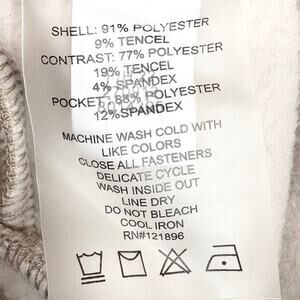 SHELL: 91% POLYESTER
9% TENCEL
CONTRAST: 77% POLYESTER
19% TENCEL
4% SPANDEX
POCKET: 88% POLYESTER
12%SPANDEX
MACHINE WASH COLD WITH
LIKE COLORS
CLOSE ALL FASTENERS
DELICATE CYCLE
WASH INSIDE OUT
LINE DRY
DO NOT BLEACH
COOL IRON
RN#121896